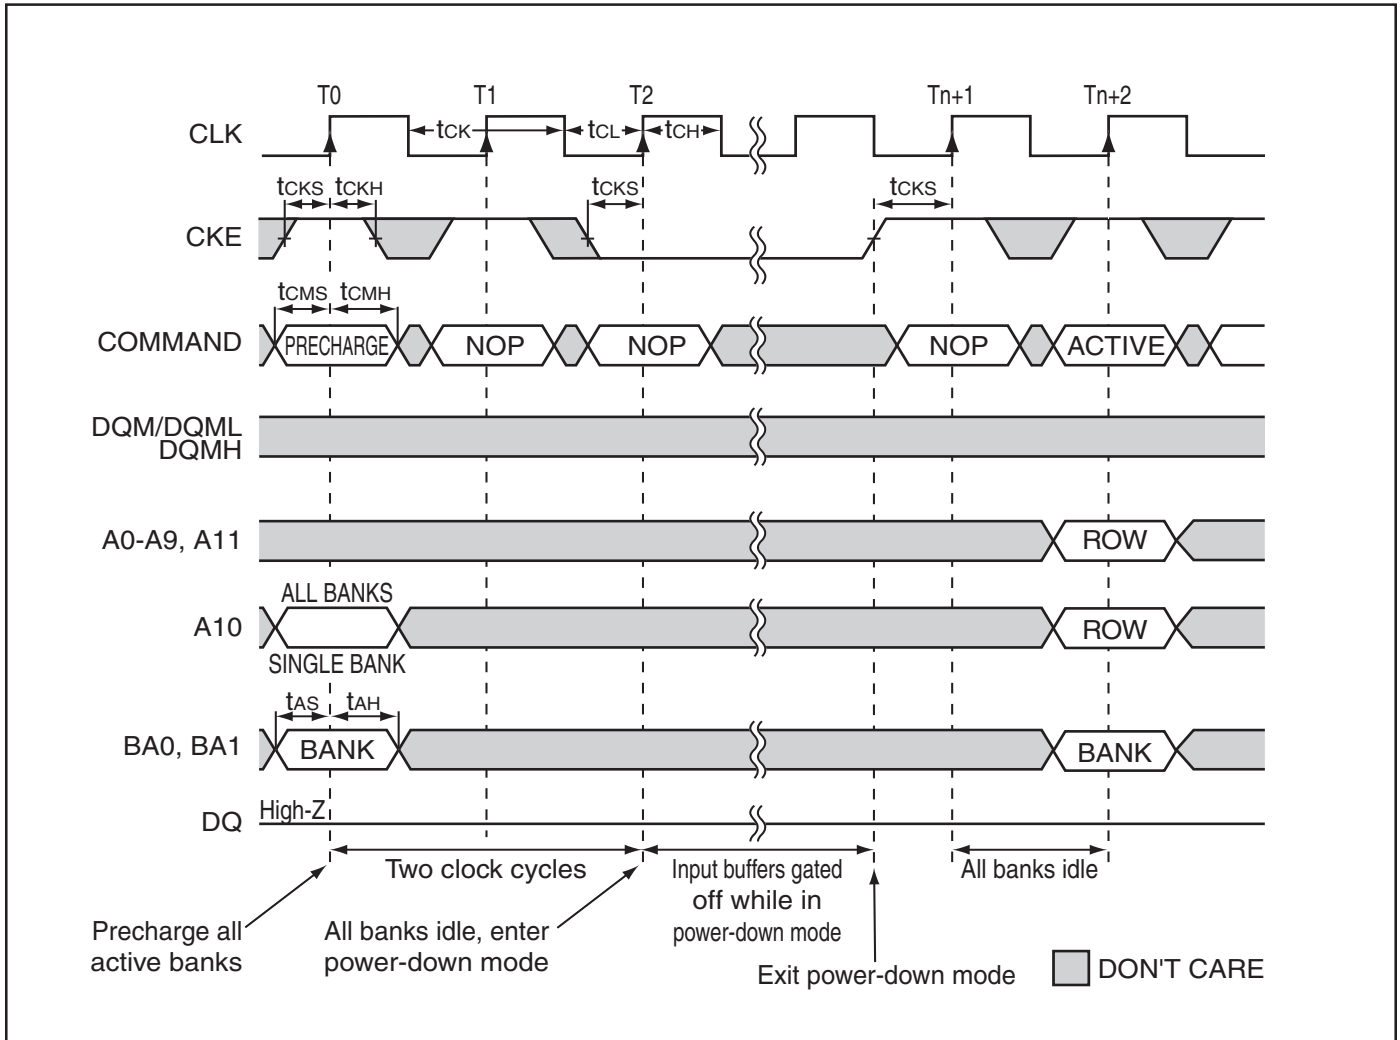 T0 T1 T2 Tn+1 Tn+2
CLK tCK tCL tCH
tCKS tCKH tCKS tCKS
CKE
tCMS tCMH
COMMAND PRECHARGE NOP NOP NOP ACTIVE
DQM/DQML
DQMH
A0-A9, A11 ROW
ALL BANKS
A10 ROW
SINGLE BANK
tAS tAH
BA0, BA1 BANK BANK
DQ High-Z
Two clock cycles
Input buffers gated
off while in
power-down mode
All banks idle
Precharge all
active banks
All banks idle, enter
power-down mode
Exit power-down mode
DON'T CARE